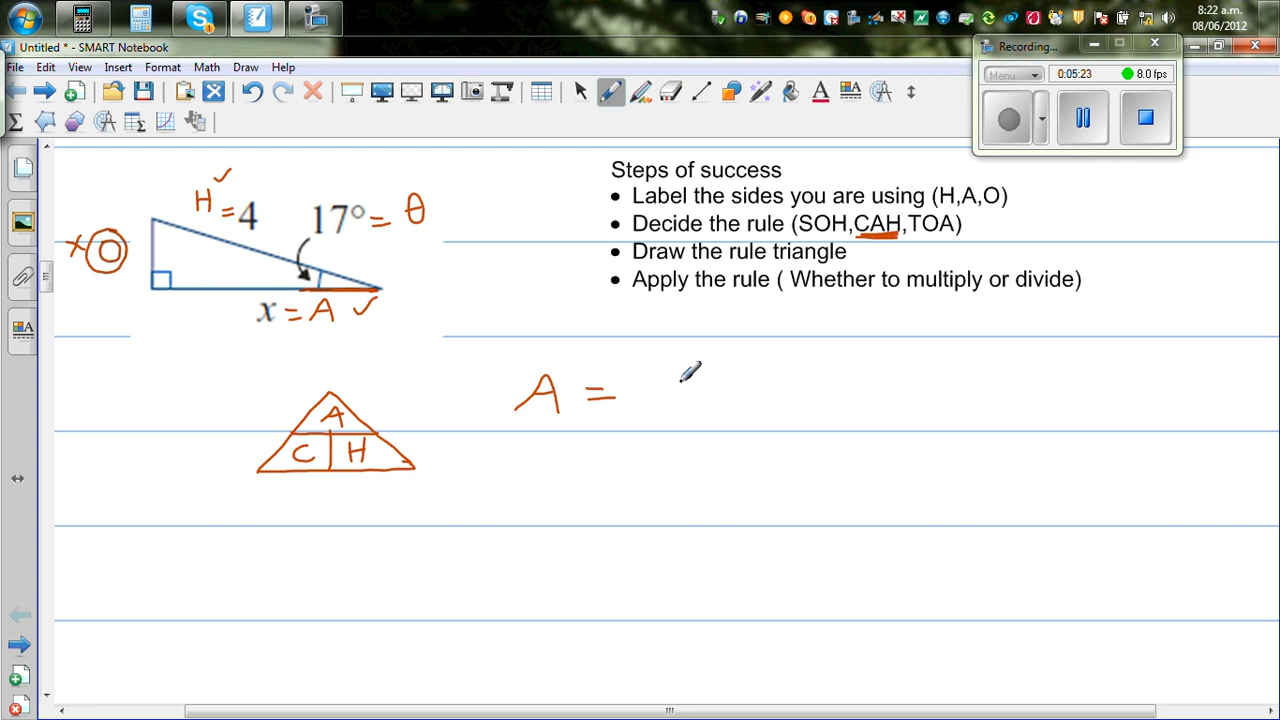 8:22 a.m.
08/06/2012
Untitled * - SMART Notebook
Recording...
File Edit View Insert Format Math Draw Help
Menu 0:05:23 8.0 fps
Steps of success
• Label the sides you are using (H,A,O)
• Decide the rule (SOH,CAH,TOA)
• Draw the rule triangle
• Apply the rule ( Whether to multiply or divide)
H ✓ = 4 17° = θ
x O
x = A ✓
A =
A
C H